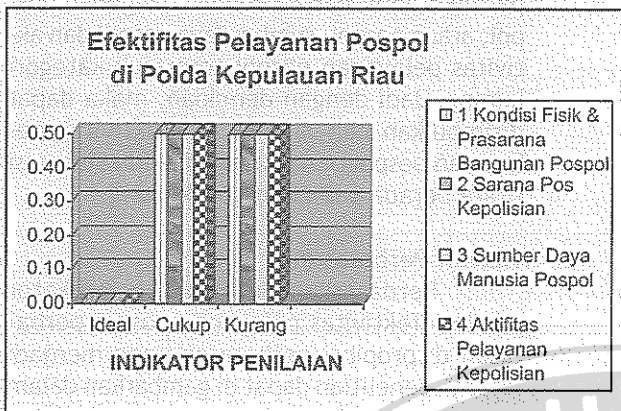 Efektifitas Pelayanan Pospol
di Polda Kepulauan Riau
0.50
0.40
0.30
0.20
0.10
0.00
Ideal Cukup Kurang
INDIKATOR PENILAIAN
1 Kondisi Fisik &
Prasarana
Bangunan Pospol
2 Sarana Pos
Kepolisian
3 Sumber Daya
Manusia Pospol
4 Aktifitas
Pelayanan
Kepolisian